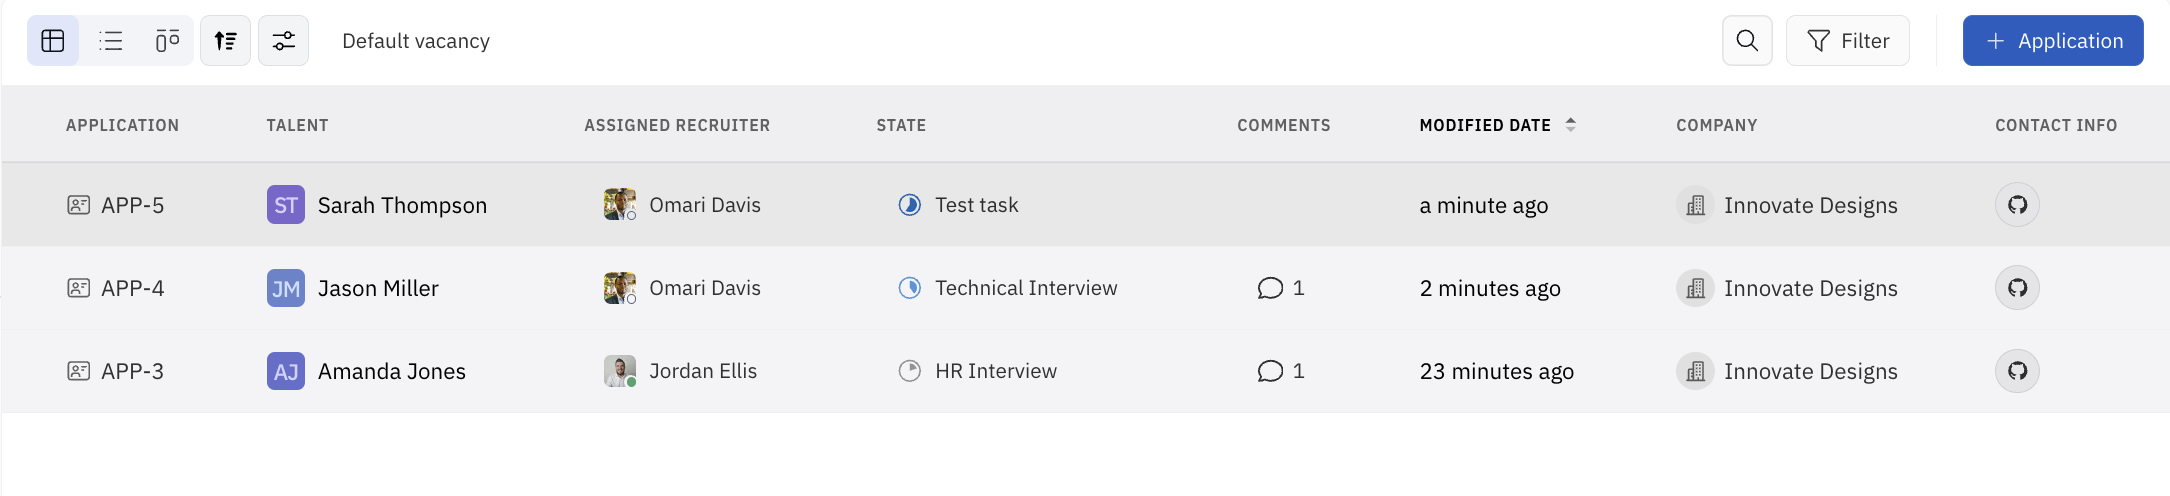 Default vacancy Filter + Application
APPLICATION TALENT ASSIGNED RECRUITER STATE COMMENTS MODIFIED DATE COMPANY CONTACT INFO
APP-5 ST Sarah Thompson Omari Davis Test task a minute ago Innovate Designs
APP-4 JM Jason Miller Omari Davis Technical Interview 1 2 minutes ago Innovate Designs
APP-3 AJ Amanda Jones Jordan Ellis HR Interview 1 23 minutes ago Innovate Designs